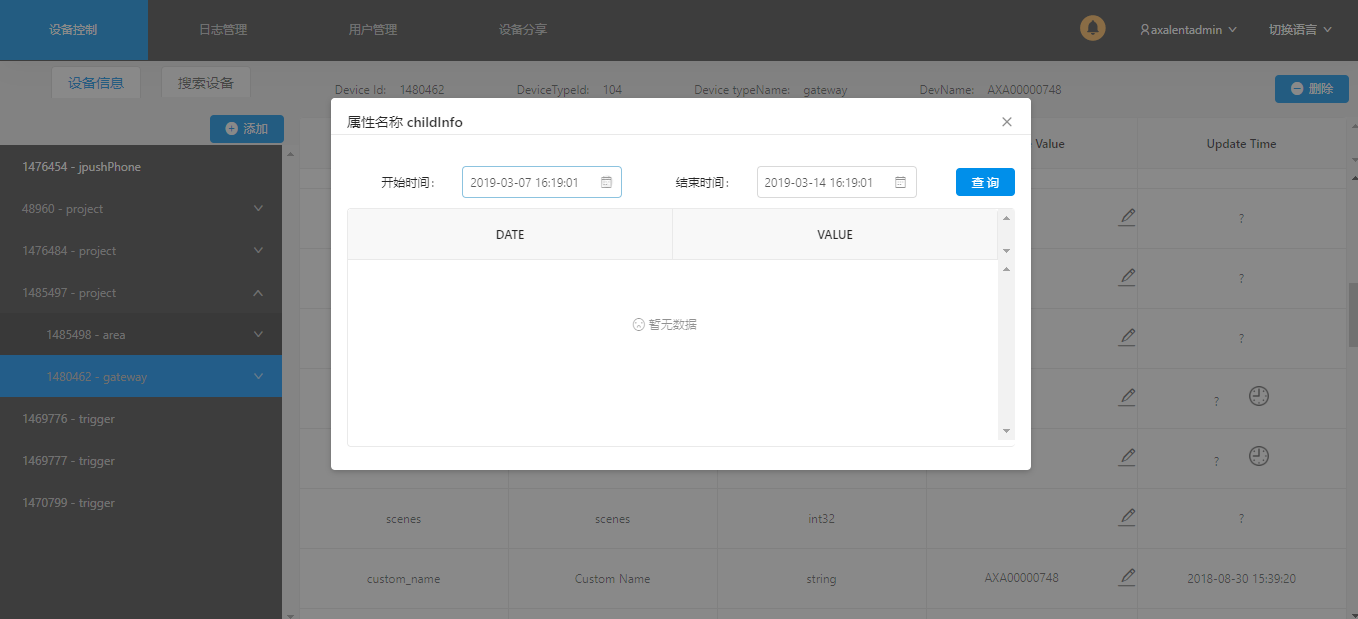 设备控制
日志管理
用户管理
设备分享
axalentadmin
切换语言
设备信息
搜索设备
Device Id: 1480462
DeviceTypeId: 104
Device typeName: gateway
DevName: AXA00000748
删除
添加
1476454 - jpushPhone
48960 - project
1476484 - project
1485497 - project
1485498 - area
1480462 - gateway
1469776 - trigger
1469777 - trigger
1470799 - trigger
属性名称 childInfo
开始时间：
2019-03-07 16:19:01
结束时间：
2019-03-14 16:19:01
查 询
DATE
VALUE
暂无数据
Value
Update Time
?
?
?
?
?
scenes
scenes
int32
?
custom_name
Custom Name
string
AXA00000748
2018-08-30 15:39:20